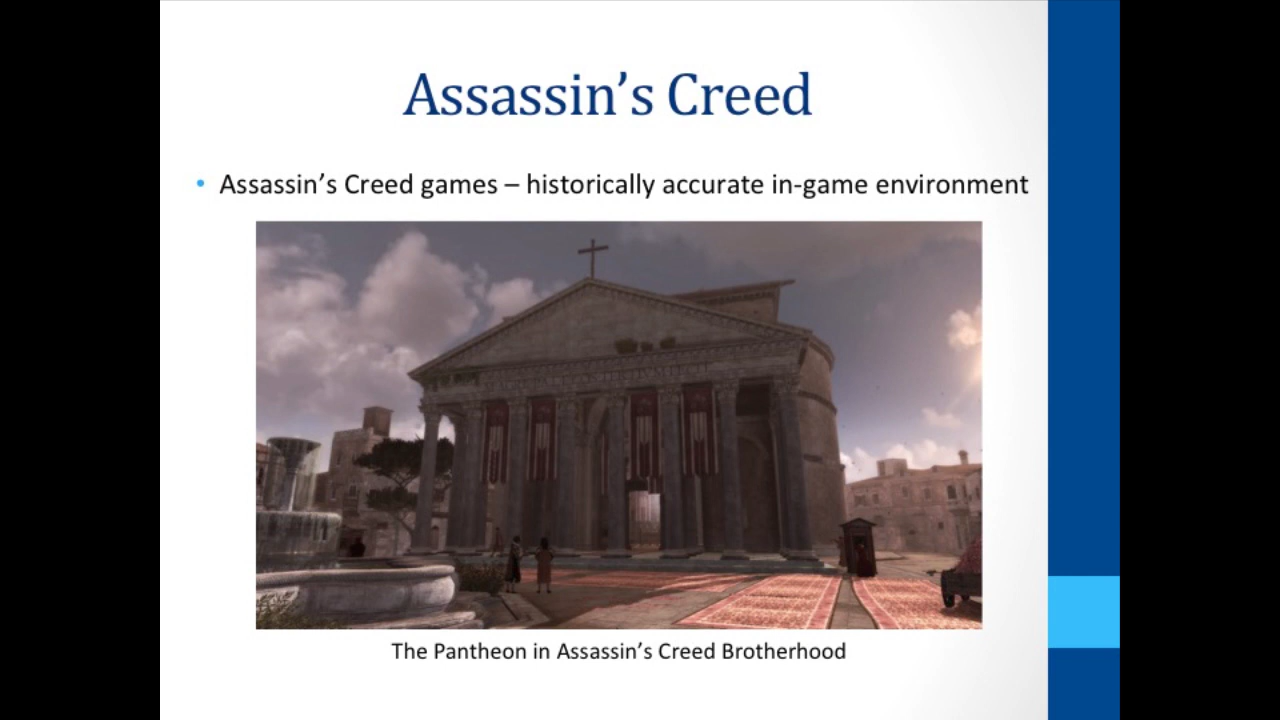 Assassin’s Creed
• Assassin’s Creed games – historically accurate in-game environment
The Pantheon in Assassin’s Creed Brotherhood